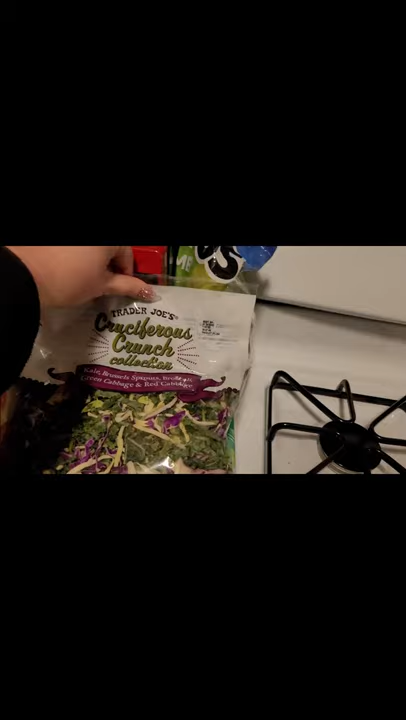 TRADER JOE'S
Cruciferous
Crunch
collection
Kale, Brussels Sprouts, Broccoli,
Green Cabbage & Red Cabbage